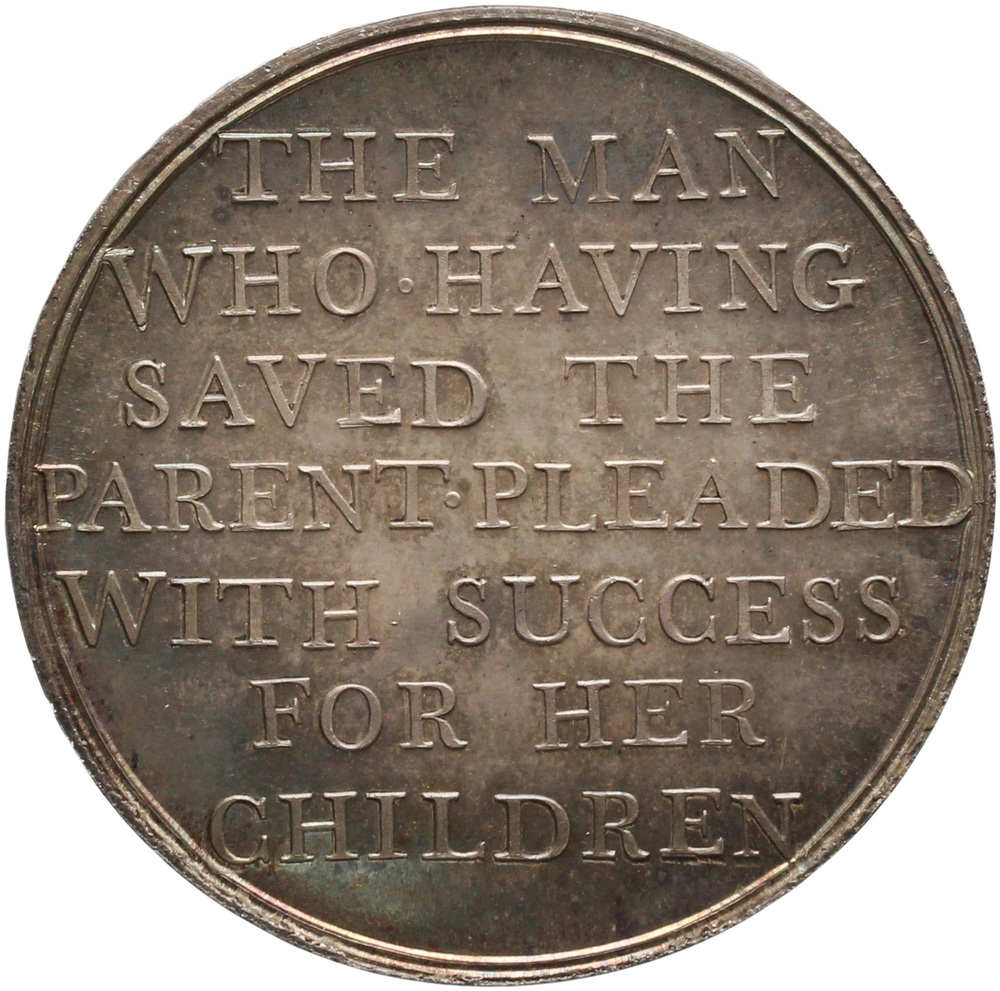 THE MAN
WHO·HAVING
SAVED THE
PARENT·PLEADED
WITH SUCCESS
FOR HER
CHILDREN